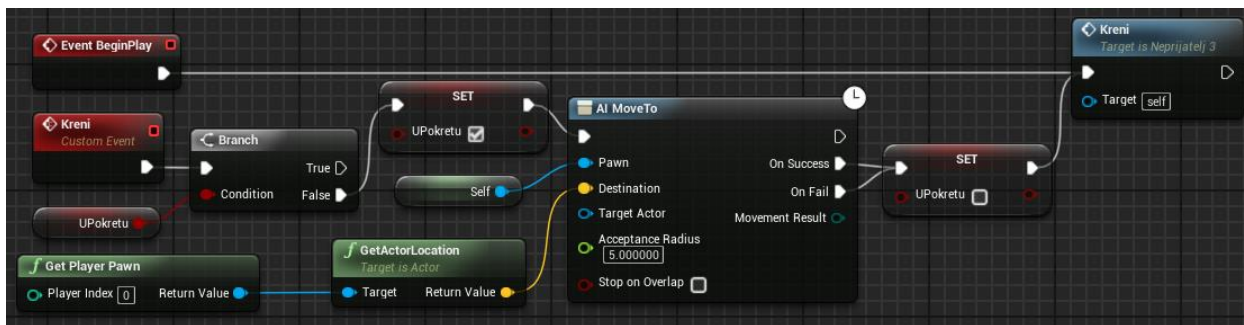 Event BeginPlay
Kreni
Custom Event
UPokretu
Branch
Condition
True
False
SET
UPokretu
Get Player Pawn
Player Index 0
Return Value
GetActorLocation
Target is Actor
Target
Return Value
Self
AI MoveTo
Pawn
Destination
Target Actor
Acceptance Radius
5.000000
Stop on Overlap
On Success
On Fail
Movement Result
SET
UPokretu
Kreni
Target is Neprijatelj 3
Target self